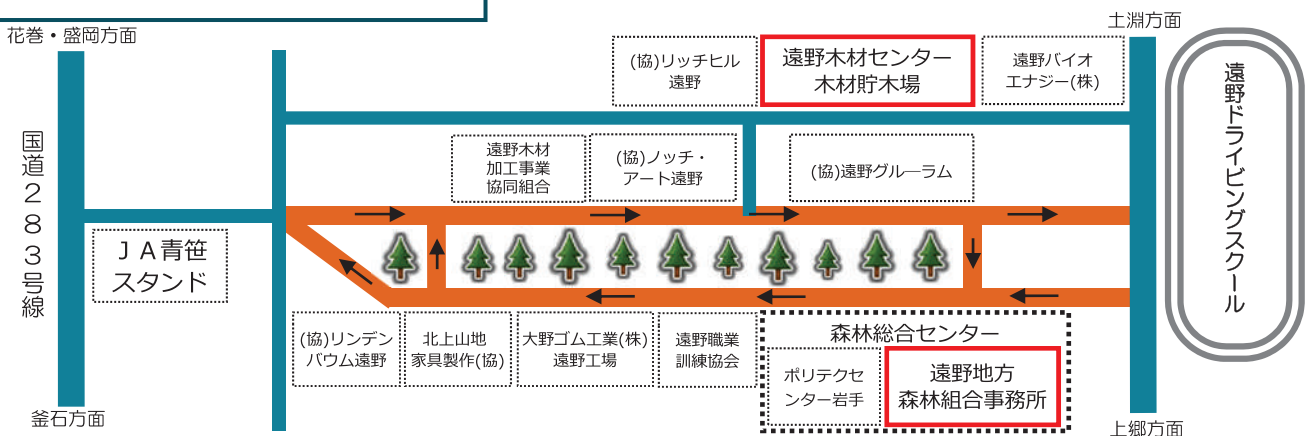 花巻・盛岡方面
国道283号線
釜石方面
JA青笹
スタンド
(協)リッチヒル
遠野
遠野木材センター
木材貯木場
遠野バイオ
エナジー(株)
土淵方面
遠野ドライビングスクール
遠野木材
加工事業
協同組合
(協)ノッチ・
アート遠野
(協)遠野グル―ラム
(協)リンデン
バウム遠野
北上山地
家具製作(協)
大野ゴム工業(株)
遠野工場
遠野職業
訓練協会
森林総合センター
ポリテクセ
ンター岩手
遠野地方
森林組合事務所
上郷方面